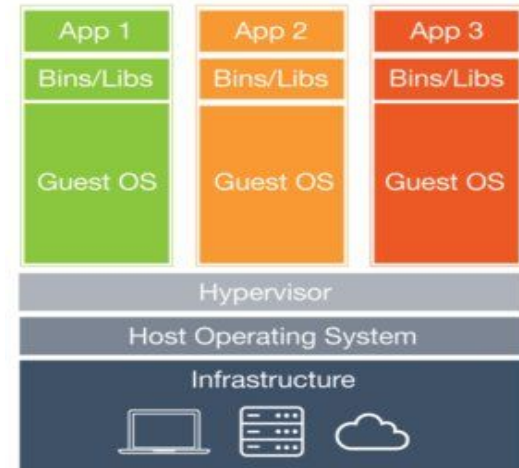 App 1 App 2 App 3
Bins/Libs Bins/Libs Bins/Libs
Guest OS Guest OS Guest OS
Hypervisor
Host Operating System
Infrastructure